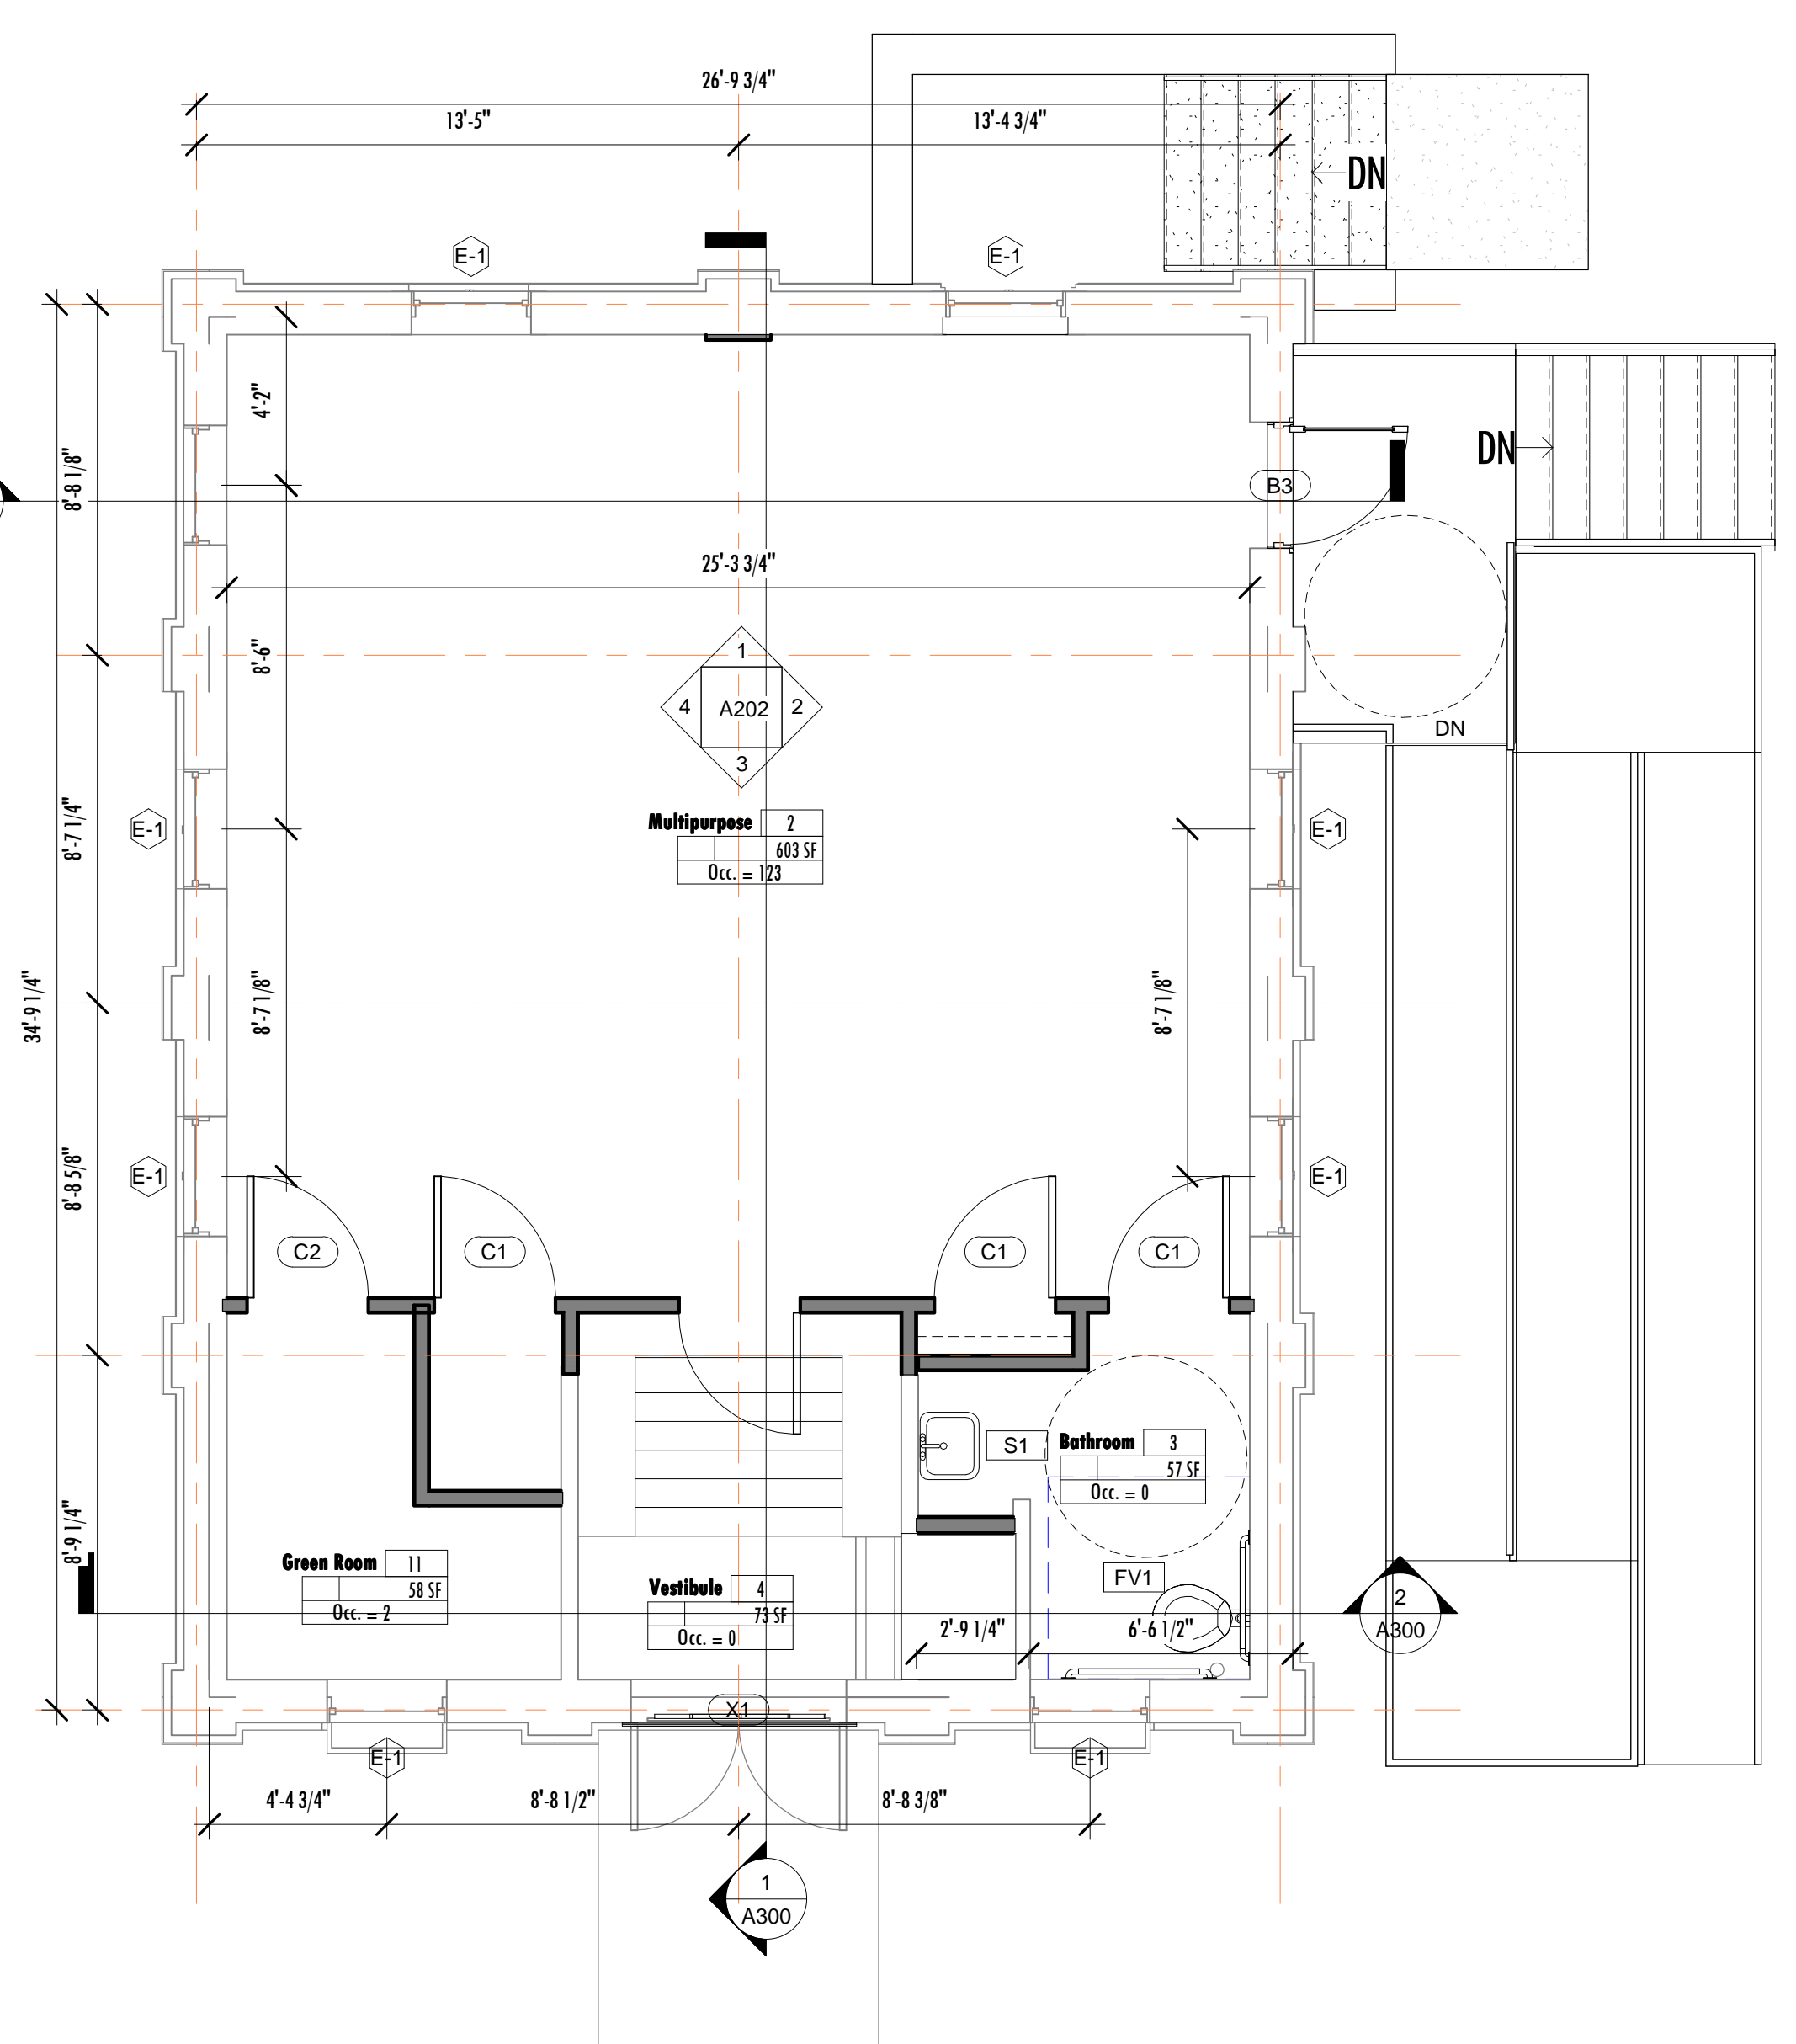 26'-9 3/4"
13'-5"
13'-4 3/4"
DN
E-1
E-1
4'-2"
8'-8 1/8"
DN
B3
25'-3 3/4"
8'-6"
1
4
A202
2
3
DN
Multipurpose
2
603 SF
Occ. = 123
8'-7 1/4"
E-1
E-1
34'-9 1/4"
8'-7 1/8"
8'-7 1/8"
8'-8 5/8"
E-1
E-1
C2
C1
C1
C1
S1
Bathroom
3
57 SF
Occ. = 0
8'-9 1/4"
Green Room
11
58 SF
Occ. = 2
Vestibule
4
73 SF
Occ. = 0
FV1
2'-9 1/4"
6'-6 1/2"
2
A300
X1
E-1
E-1
4'-4 3/4"
8'-8 1/2"
8'-8 3/8"
1
A300